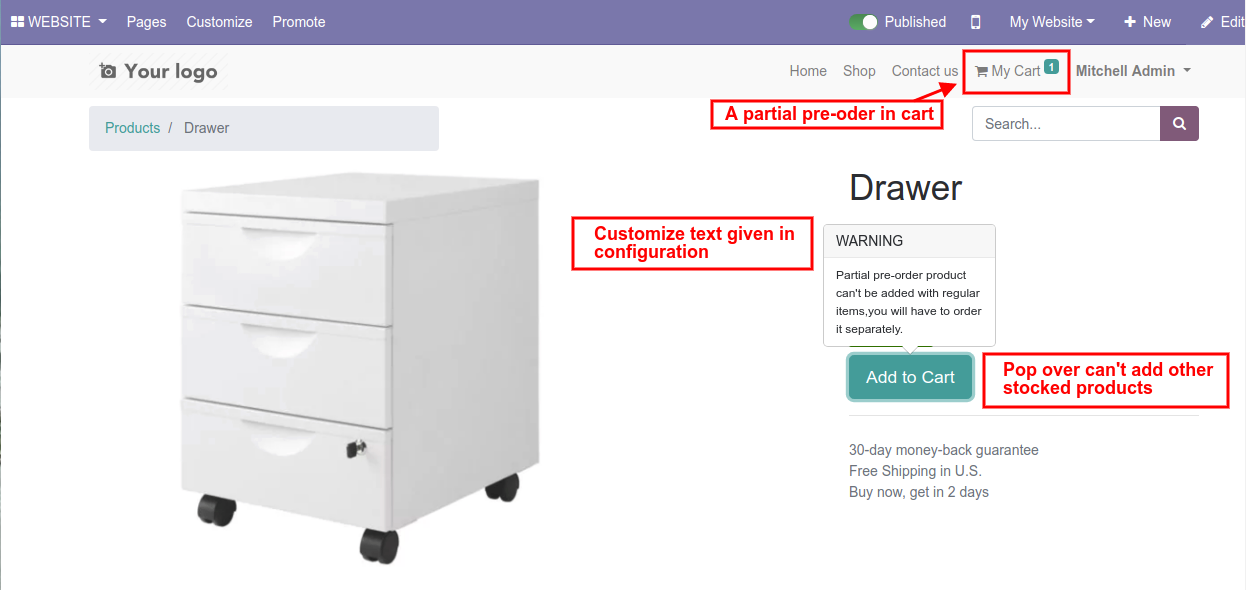 WEBSITE Pages Customize Promote Published My Website New Edit
Your logo Home Shop Contact us My Cart 1 Mitchell Admin
A partial pre-oder in cart
Products / Drawer
Search...
Drawer
Customize text given in
configuration
WARNING
Partial pre-order product
can't be added with regular
items,you will have to order
it separately.
Add to Cart
Pop over can't add other
stocked products
30-day money-back guarantee
Free Shipping in U.S.
Buy now, get in 2 days